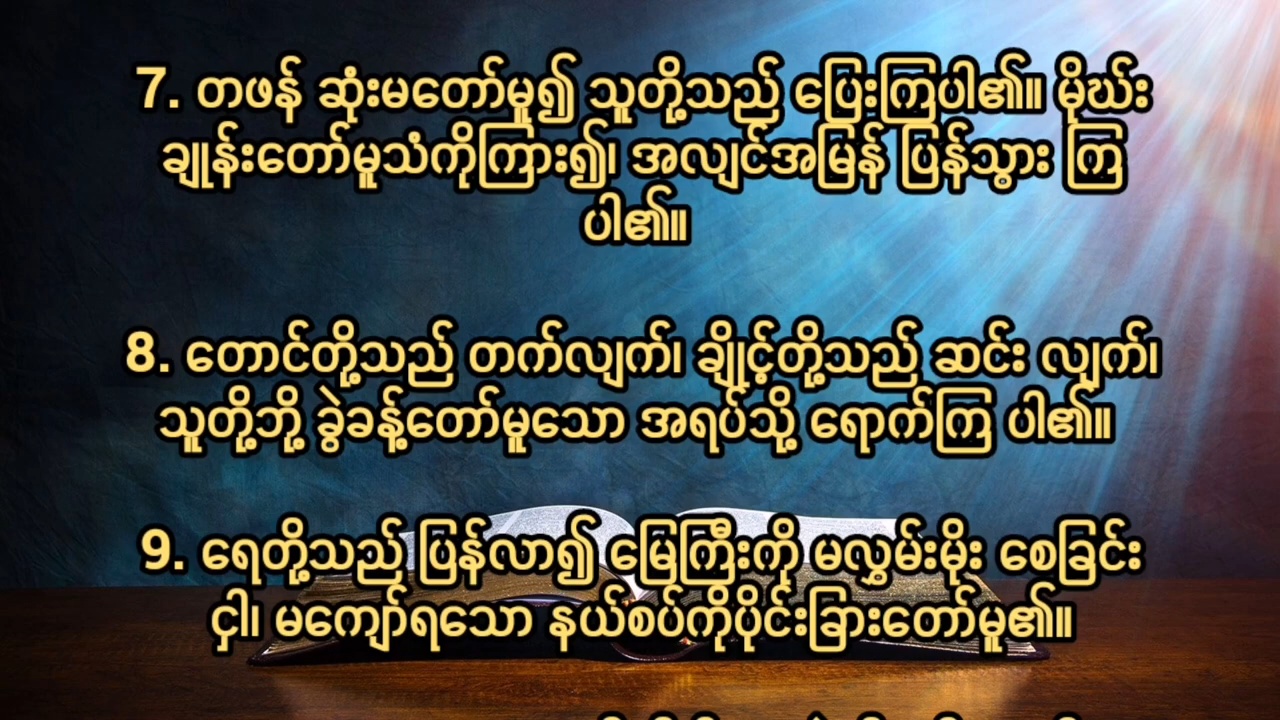 7. တဖန် ဆုံးမတော်မူ၍ သူတို့သည် ပြေးကြပါ၏။ မိုဃ်း
ချုန်းတော်မူသံကိုကြား၍၊ အလျင်အမြန် ပြန်သွား ကြ
ပါ၏။
8. တောင်တို့သည် တက်လျက်၊ ချိုင့်တို့သည် ဆင်း လျက်၊
သူတို့ဘို့ ခွဲခန့်တော်မူသော အရပ်သို့ ရောက်ကြ ပါ၏။
9. ရေတို့သည် ပြန်လာ၍ မြေကြီးကို မလွှမ်းမိုး စေခြင်း
ငှါ၊ မကျော်ရသော နယ်စပ်ကိုပိုင်းခြားတော်မူ၏။